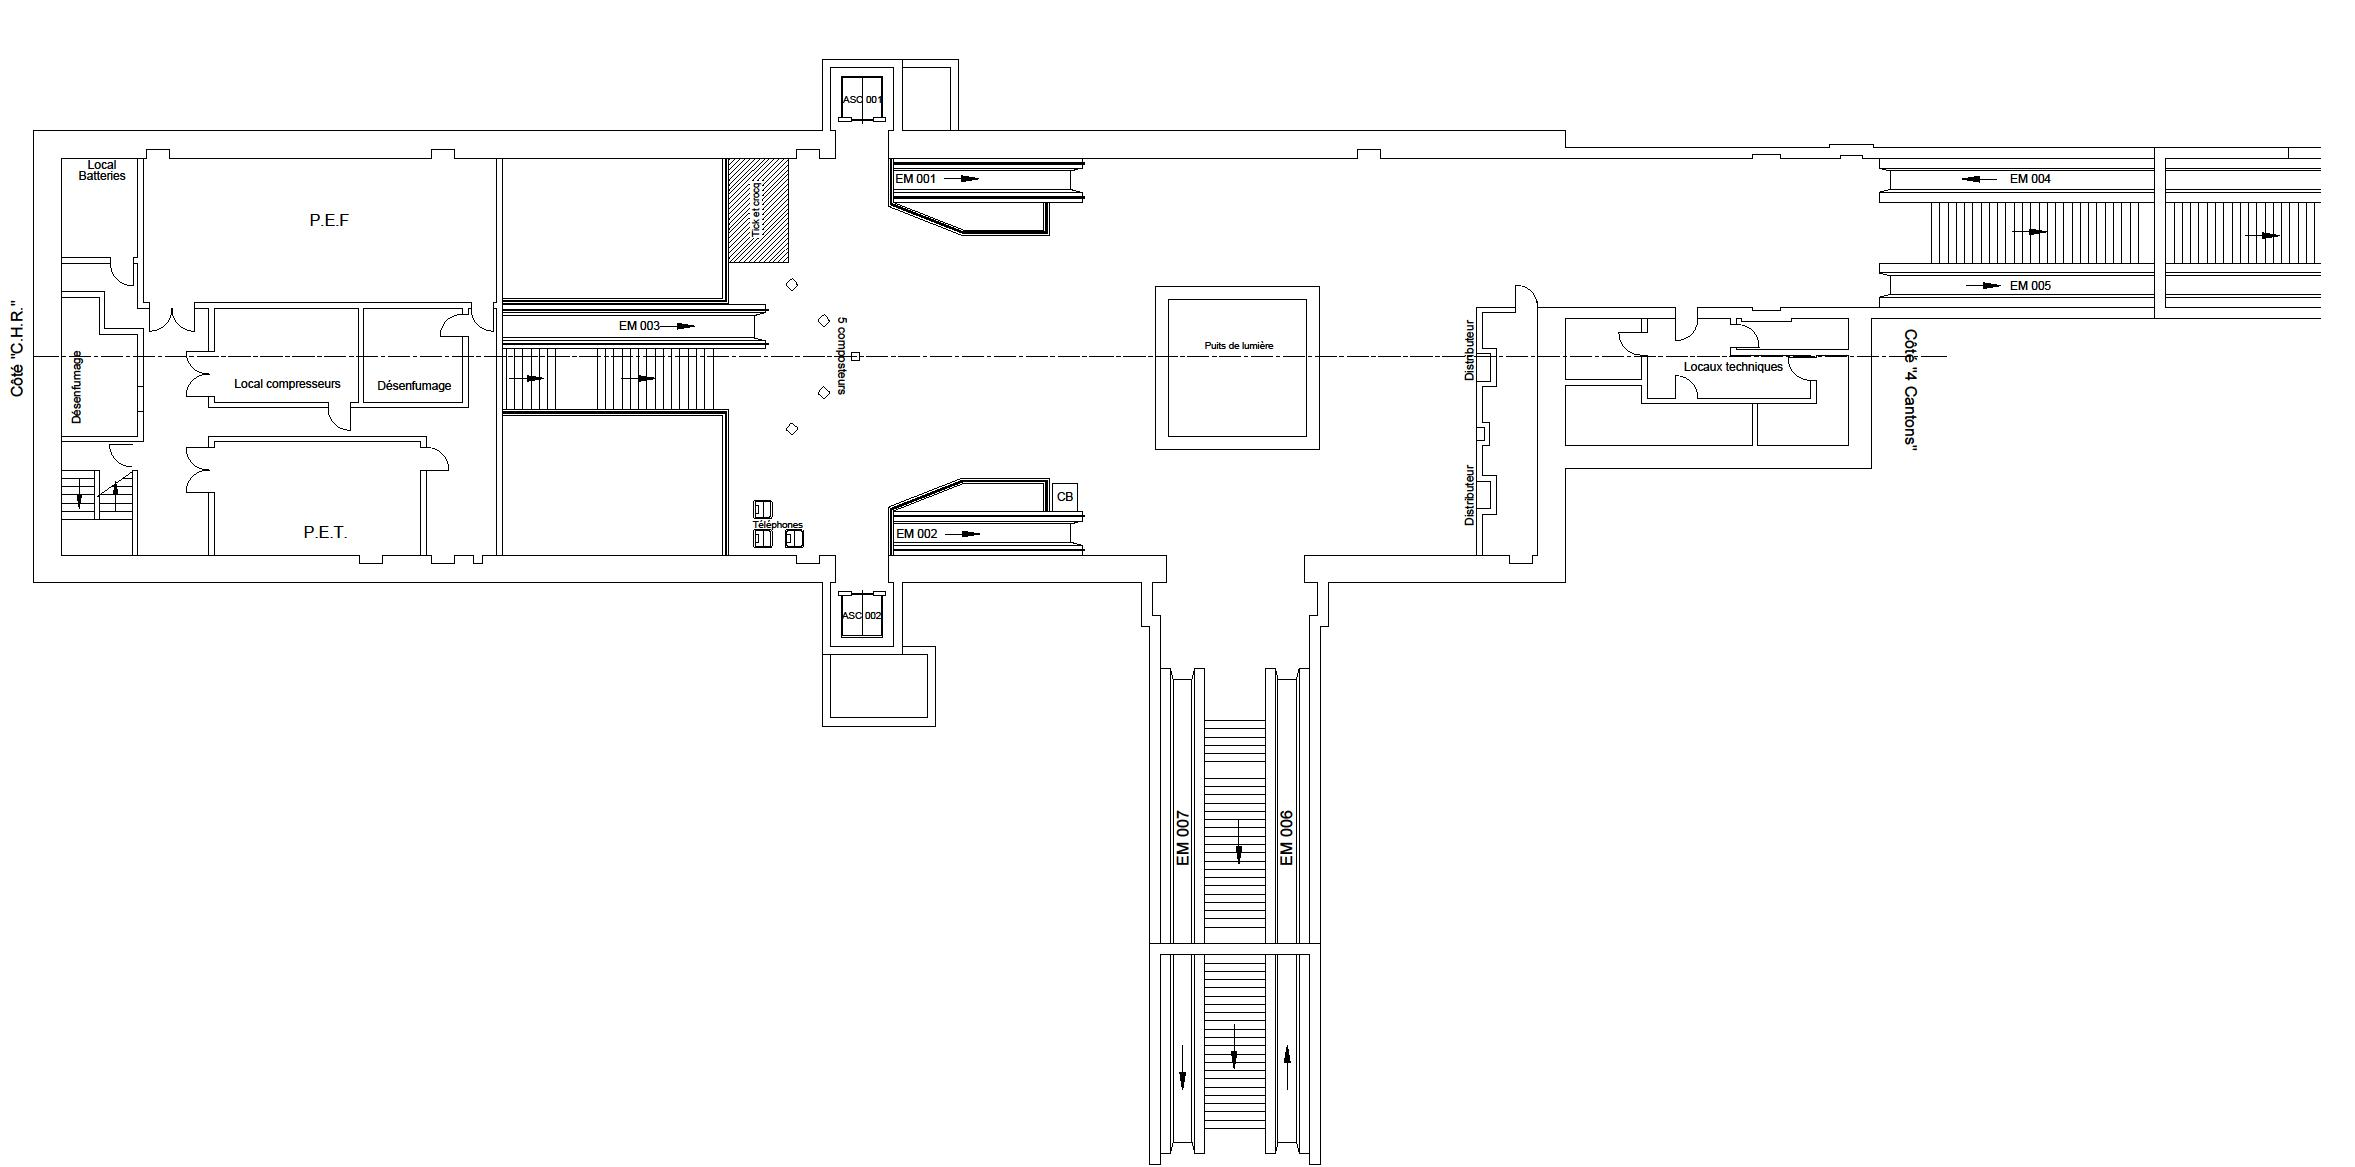 ASC 001
Local
Batteries
EM 001
EM 004
Tick et crocq
P.E.F
EM 005
Côté "C.H.R."
EM 003
5 composteurs
Puits de lumière
Distributeur
Locaux techniques
Côté "4 Cantons"
Désenfumage
Local compresseurs
Désenfumage
CB
Distributeur
Téléphones
P.E.T.
EM 002
ASC 002
EM 007
EM 006